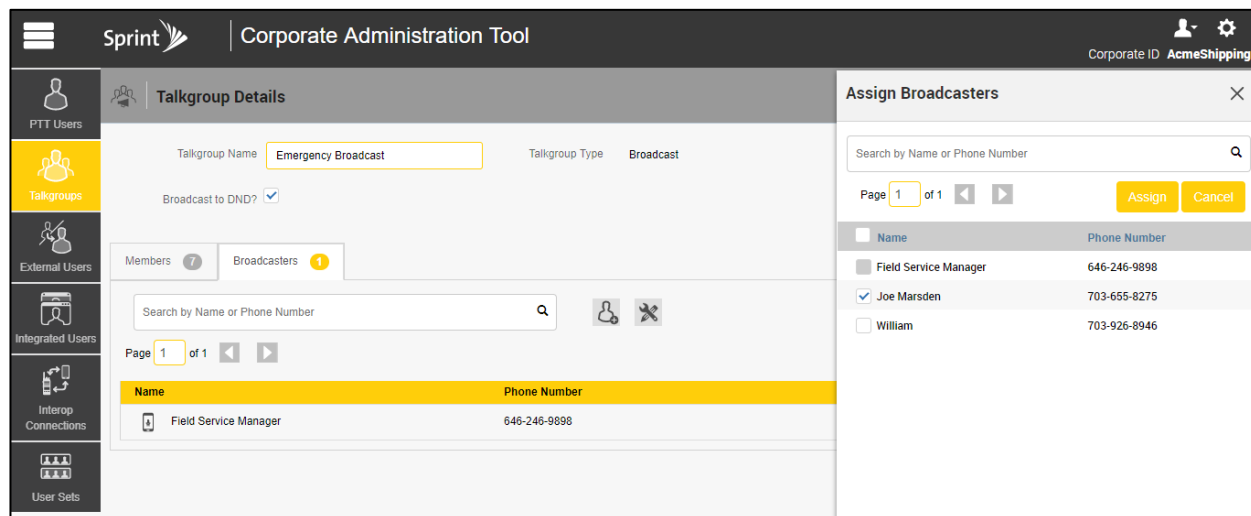 Sprint Corporate Administration Tool
Corporate ID AcmeShipping
PTT Users
Talkgroups
External Users
Integrated Users
Interop
Connections
User Sets
Talkgroup Details
Talkgroup Name Emergency Broadcast Talkgroup Type Broadcast
Broadcast to DND?
Members 7 Broadcasters 1
Search by Name or Phone Number
Page 1 of 1
Name Phone Number
Field Service Manager 646-246-9898
Assign Broadcasters
Search by Name or Phone Number
Page 1 of 1 Assign Cancel
Name Phone Number
Field Service Manager 646-246-9898
Joe Marsden 703-655-8275
William 703-926-8946